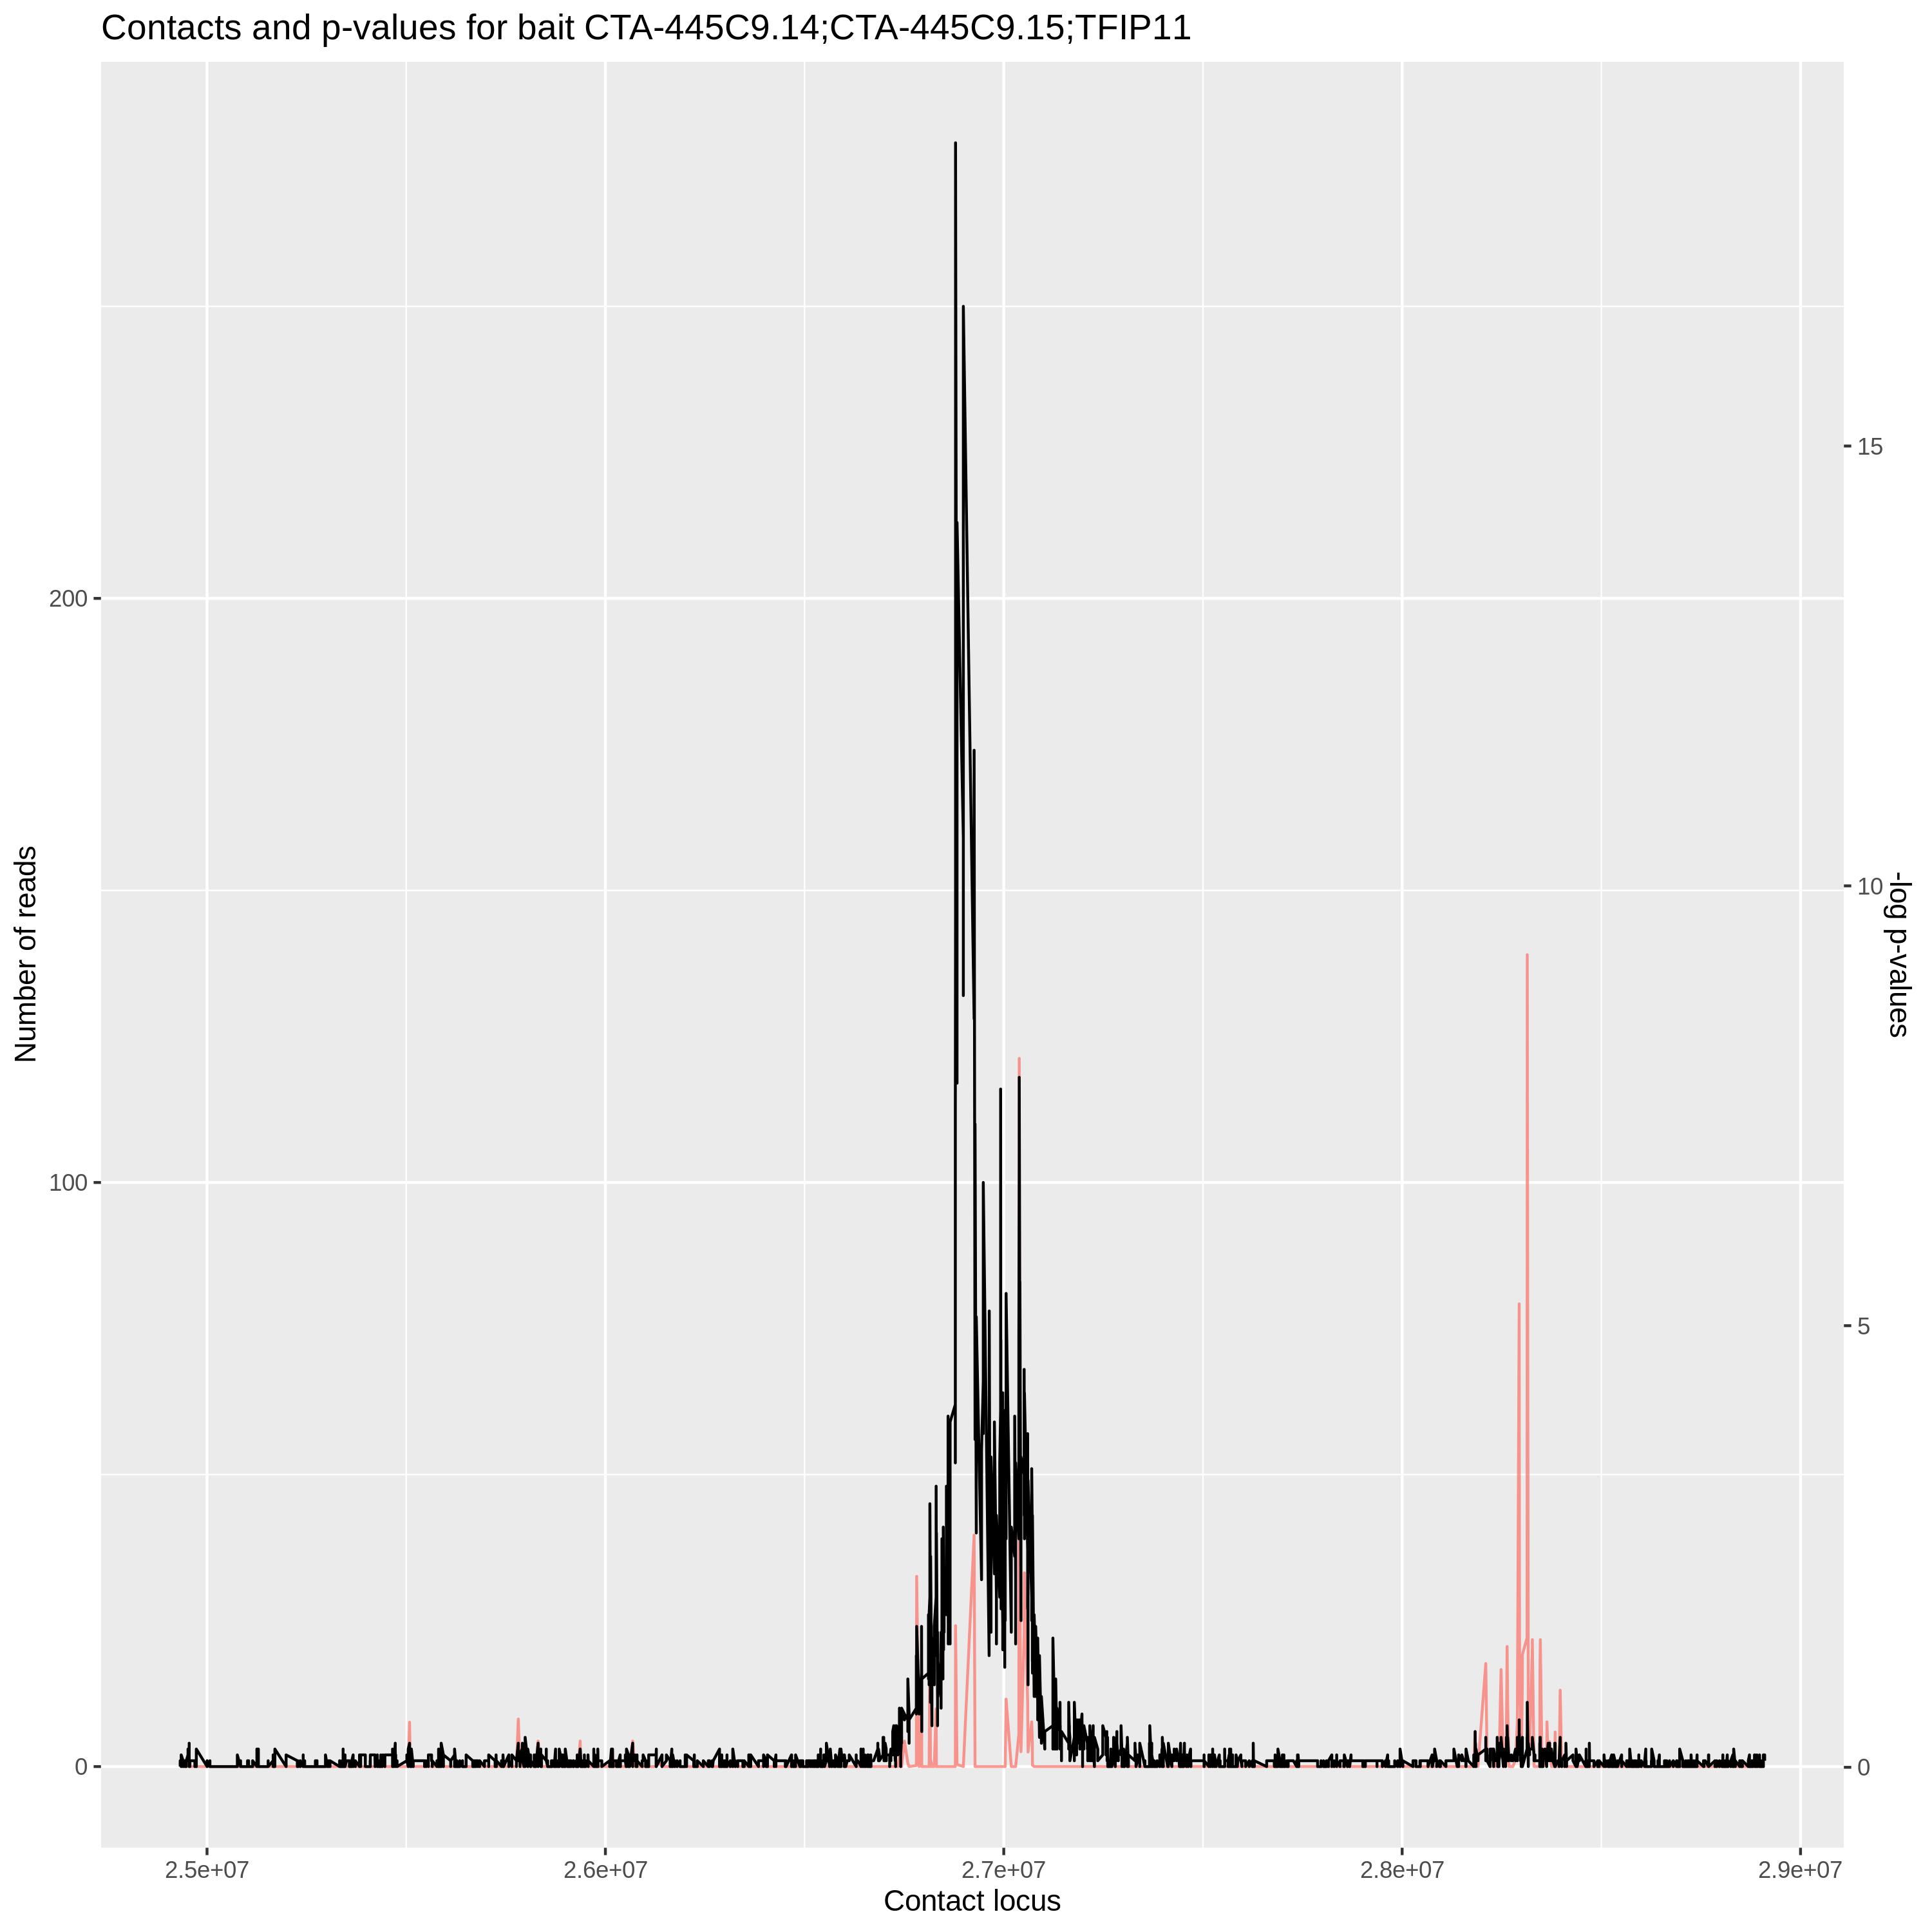 Contacts and p-values for bait CTA-445C9.14;CTA-445C9.15;TFIP11
Number of reads
200
100
0
15
10
5
0
-log p-values
2.5e+07 2.6e+07 2.7e+07 2.8e+07 2.9e+07
Contact locus